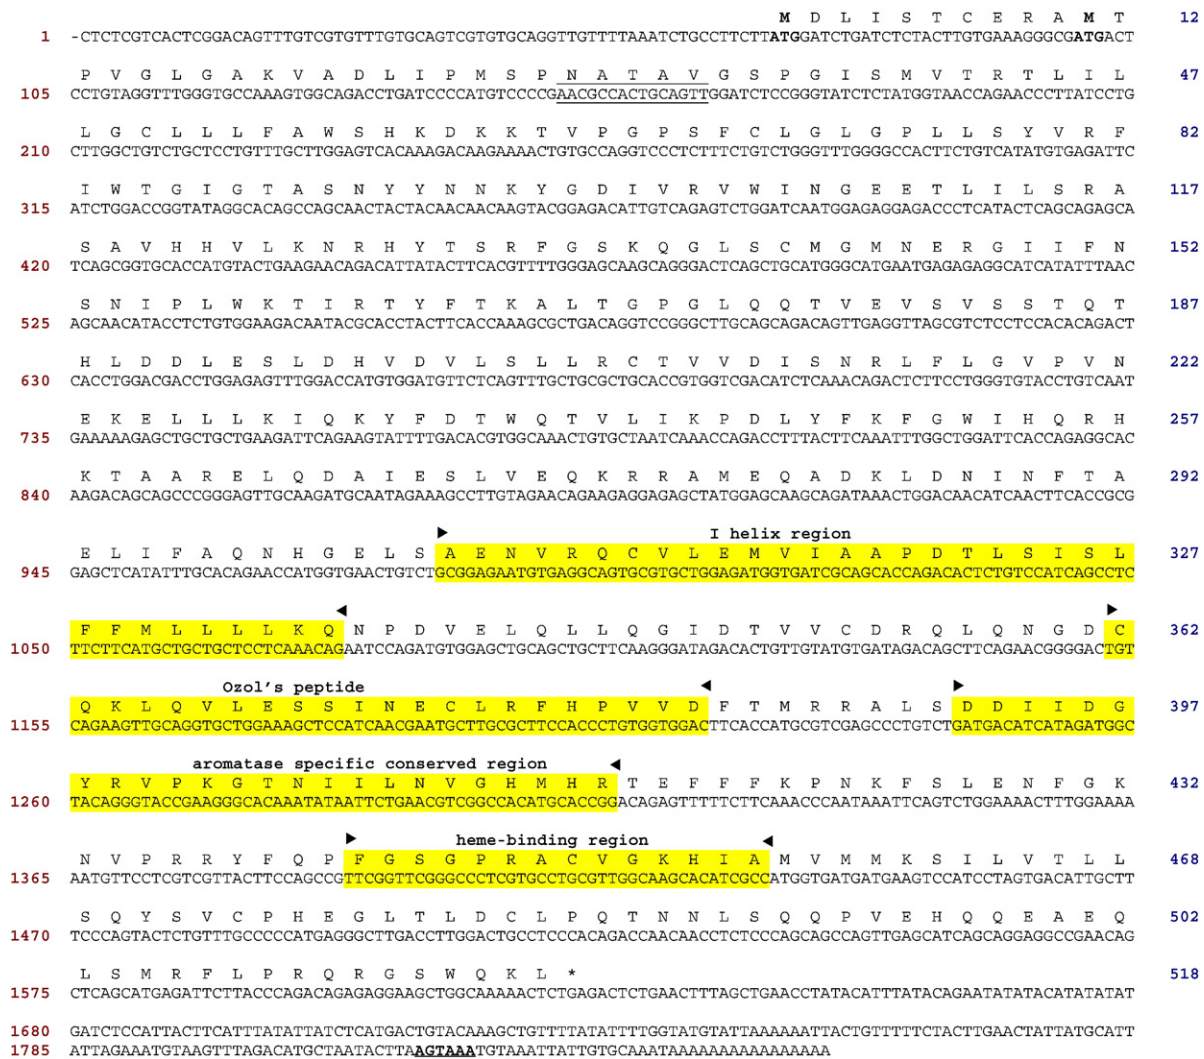 M D L I S T C E R A M T 12
1 -CTCTCGTCACTCGGACAGTTTGTCGTGTTTGTGCAGTCGTGTGCAGGTTGTTTTAAATCTGCCTTCTTATGGATCTGATCTCTACTTGTGAAAGGGCGATGACT
P V G L G A K V A D L I P M S P N A T A V G S P G I S M V T R T L I L 47
105 CCTGTAGGTTTGGGTGCCAAAGTGGCAGACCTGATCCCCATGTCCCCGAACGCCACTGCAGTTGGATCTCCGGGTATCTCTATGGTAACCAGAACCCTTATCCTG
L G C L L L F A W S H K D K K T V P G P S F C L G L G P L L S Y V R F 82
210 CTTGGCTGTCTGCTCCTGTTTGCTTGGAGTCACAAAGACAAGAAAACTGTGCCAGGTCCCTCTTTCTGTCTGGGTTTGGGGCCACTTCTGTCATATGTGAGATTC
I W T G I G T A S N Y Y N N K Y G D I V R V W I N G E E T L I L S R A 117
315 ATCTGGACCGGTATAGGCACAGCCAGCAACTACTACAACAACAAGTACGGAGACATTGTCAGAGTCTGGATCAATGGAGAGGAGACCCTCATACTCAGCAGAGCA
S A V H H V L K N R H Y T S R F G S K Q G L S C M G M N E R G I I F N 152
420 TCAGCGGTGCACCATGTACTGAAGAACAGACATTATACTTCACGTTTTGGGAGCAAGCAGGGACTCAGCTGCATGGGCATGAATGAGAGAGGCATCATATTTAAC
S N I P L W K T I R T Y F T K A L T G P G L Q Q T V E V S V S S T Q T 187
525 AGCAACATACCTCTGTGGAAGACAATACGCACCTACTTCACCAAAGCGCTGACAGGTCCGGGCTTGCAGCAGACAGTTGAGGTTAGCGTCTCCTCCACACAGACT
H L D D L E S L D H V D V L S L L R C T V V D I S N R L F L G V P V N 222
630 CACCTGGACGACCTGGAGAGTTTGGACCATGTGGATGTTCTCAGTTTGCTGCGCTGCACCGTGGTCGACATCTCAAACAGACTCTTCCTGGGTGTACCTGTCAAT
E K E L L L K I Q K Y F D T W Q T V L I K P D L Y F K F G W I H Q R H 257
735 GAAAAAGAGCTGCTGCTGAAGATTCAGAAGTATTTTGACACGTGGCAAACTGTGCTAATCAAACCAGACCTTTACTTCAAATTTGGCTGGATTCACCAGAGGCAC
K T A A R E L Q D A I E S L V E Q K R R A M E Q A D K L D N I N F T A 292
840 AAGACAGCAGCCCGGGAGTTGCAAGATGCAATAGAAAGCCTTGTAGAACAGAAGAGGAGAGCTATGGAGCAAGCAGATAAACTGGACAACATCAACTTCACCGCG
I helix region
E L I F A Q N H G E L S A E N V R Q C V L E M V I A A P D T L S I S L 327
945 GAGCTCATATTTGCACAGAACCATGGTGAACTGTCTGCGGAGAATGTGAGGCAGTGCGTGCTGGAGATGGTGATCGCAGCACCAGACACTCTGTCCATCAGCCTC
F F M L L L L K Q N P D V E L Q L L Q G I D T V V C D R Q L Q N G D C 362
1050 TTCTTCATGCTGCTGCTCCTCAAACAGAATCCAGATGTGGAGCTGCAGCTGCTTCAAGGGATAGACACTGTTGTATGTGATAGACAGCTTCAGAACGGGGACTGT
Ozol's peptide
Q K L Q V L E S S I N E C L R F H P V V D F T M R R A L S D D I I D G 397
1155 CAGAAGTTGCAGGTGCTGGAAAGCTCCATCAACGAATGCTTGCGCTTCCACCCTGTGGTGGACTTCACCATGCGTCGAGCCCTGTCTGATGACATCATAGATGGC
aromatase specific conserved region
Y R V P K G T N I I L N V G H M H R T E F F F K P N K F S L E N F G K 432
1260 TACAGGGTACCGAAGGGCACAAATATAATTCTGAACGTCGGCCACATGCACCGGACAGAGTTTTTCTTCAAACCCAATAAATTCAGTCTGGAAAACTTTGGAAAA
heme-binding region
N V P R R Y F Q P F G S G P R A C V G K H I A M V M M K S I L V T L L 468
1365 AATGTTCCTCGTCGTTACTTCCAGCCGTTCGGTTCGGGCCCTCGTGCCTGCGTTGGCAAGCACATCGCCATGGTGATGATGAAGTCCATCCTAGTGACATTGCTT
S Q Y S V C P H E G L T L D C L P Q T N N L S Q Q P V E H Q Q E A E Q 502
1470 TCCCAGTACTCTGTTTGCCCCCATGAGGGCTTGACCTTGGACTGCCTCCCACAGACCAACAACCTCTCCCAGCAGCCAGTTGAGCATCAGCAGGAGGCCGAACAG
L S M R F L P R Q R G S W Q K L * 518
1575 CTCAGCATGAGATTCTTACCCAGACAGAGAGGAAGCTGGCAAAAACTCTGAGACTCTGAACTTTAGCTGAACCTATACATTTATACAGAATATATACATATATAT
1680 GATCTCCATTACTTCATTTATATTATCTCATGACTGTACAAAGCTGTTTTATATTTTGGTATGTATTAAAAAATTACTGTTTTTCTACTTGAACTATTATGCATT
1785 ATTAGAAATGTAAGTTTAGACATGCTAATACTTAAGTAAATGTAAATTATTGTGCAAATAAAAAAAAAAAAAAAAA